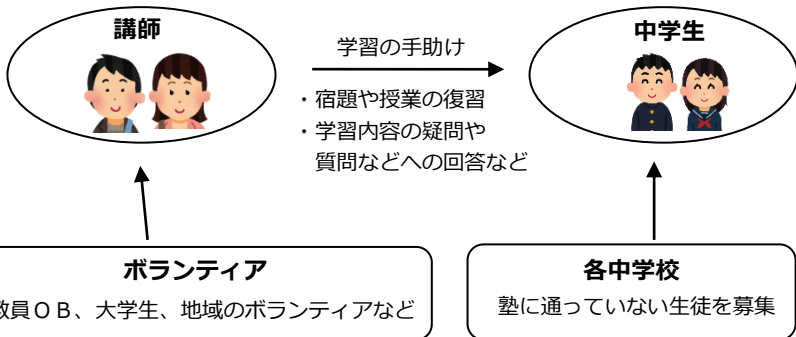 講師
学習の手助け
中学生
・宿題や授業の復習
・学習内容の疑問や
質問などへの回答など
ボランティア
教員ＯＢ、大学生、地域のボランティアなど
各中学校
塾に通っていない生徒を募集